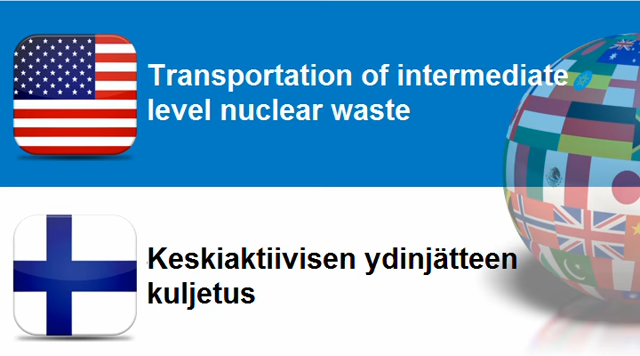 Transportation of intermediate
level nuclear waste
Keskiaktiivisen ydinjätteen
kuljetus